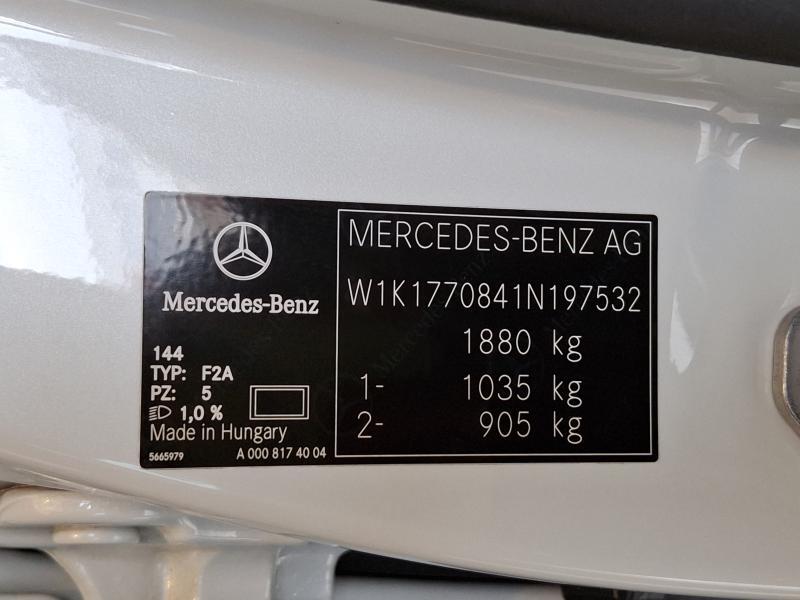 Mercedes-Benz
144
TYP: F2A
PZ: 5
1,0 %
Made in Hungary
5665979
A 000 817 40 04
MERCEDES-BENZ AG
W1K1770841N197532
1880 kg
1- 1035 kg
2- 905 kg